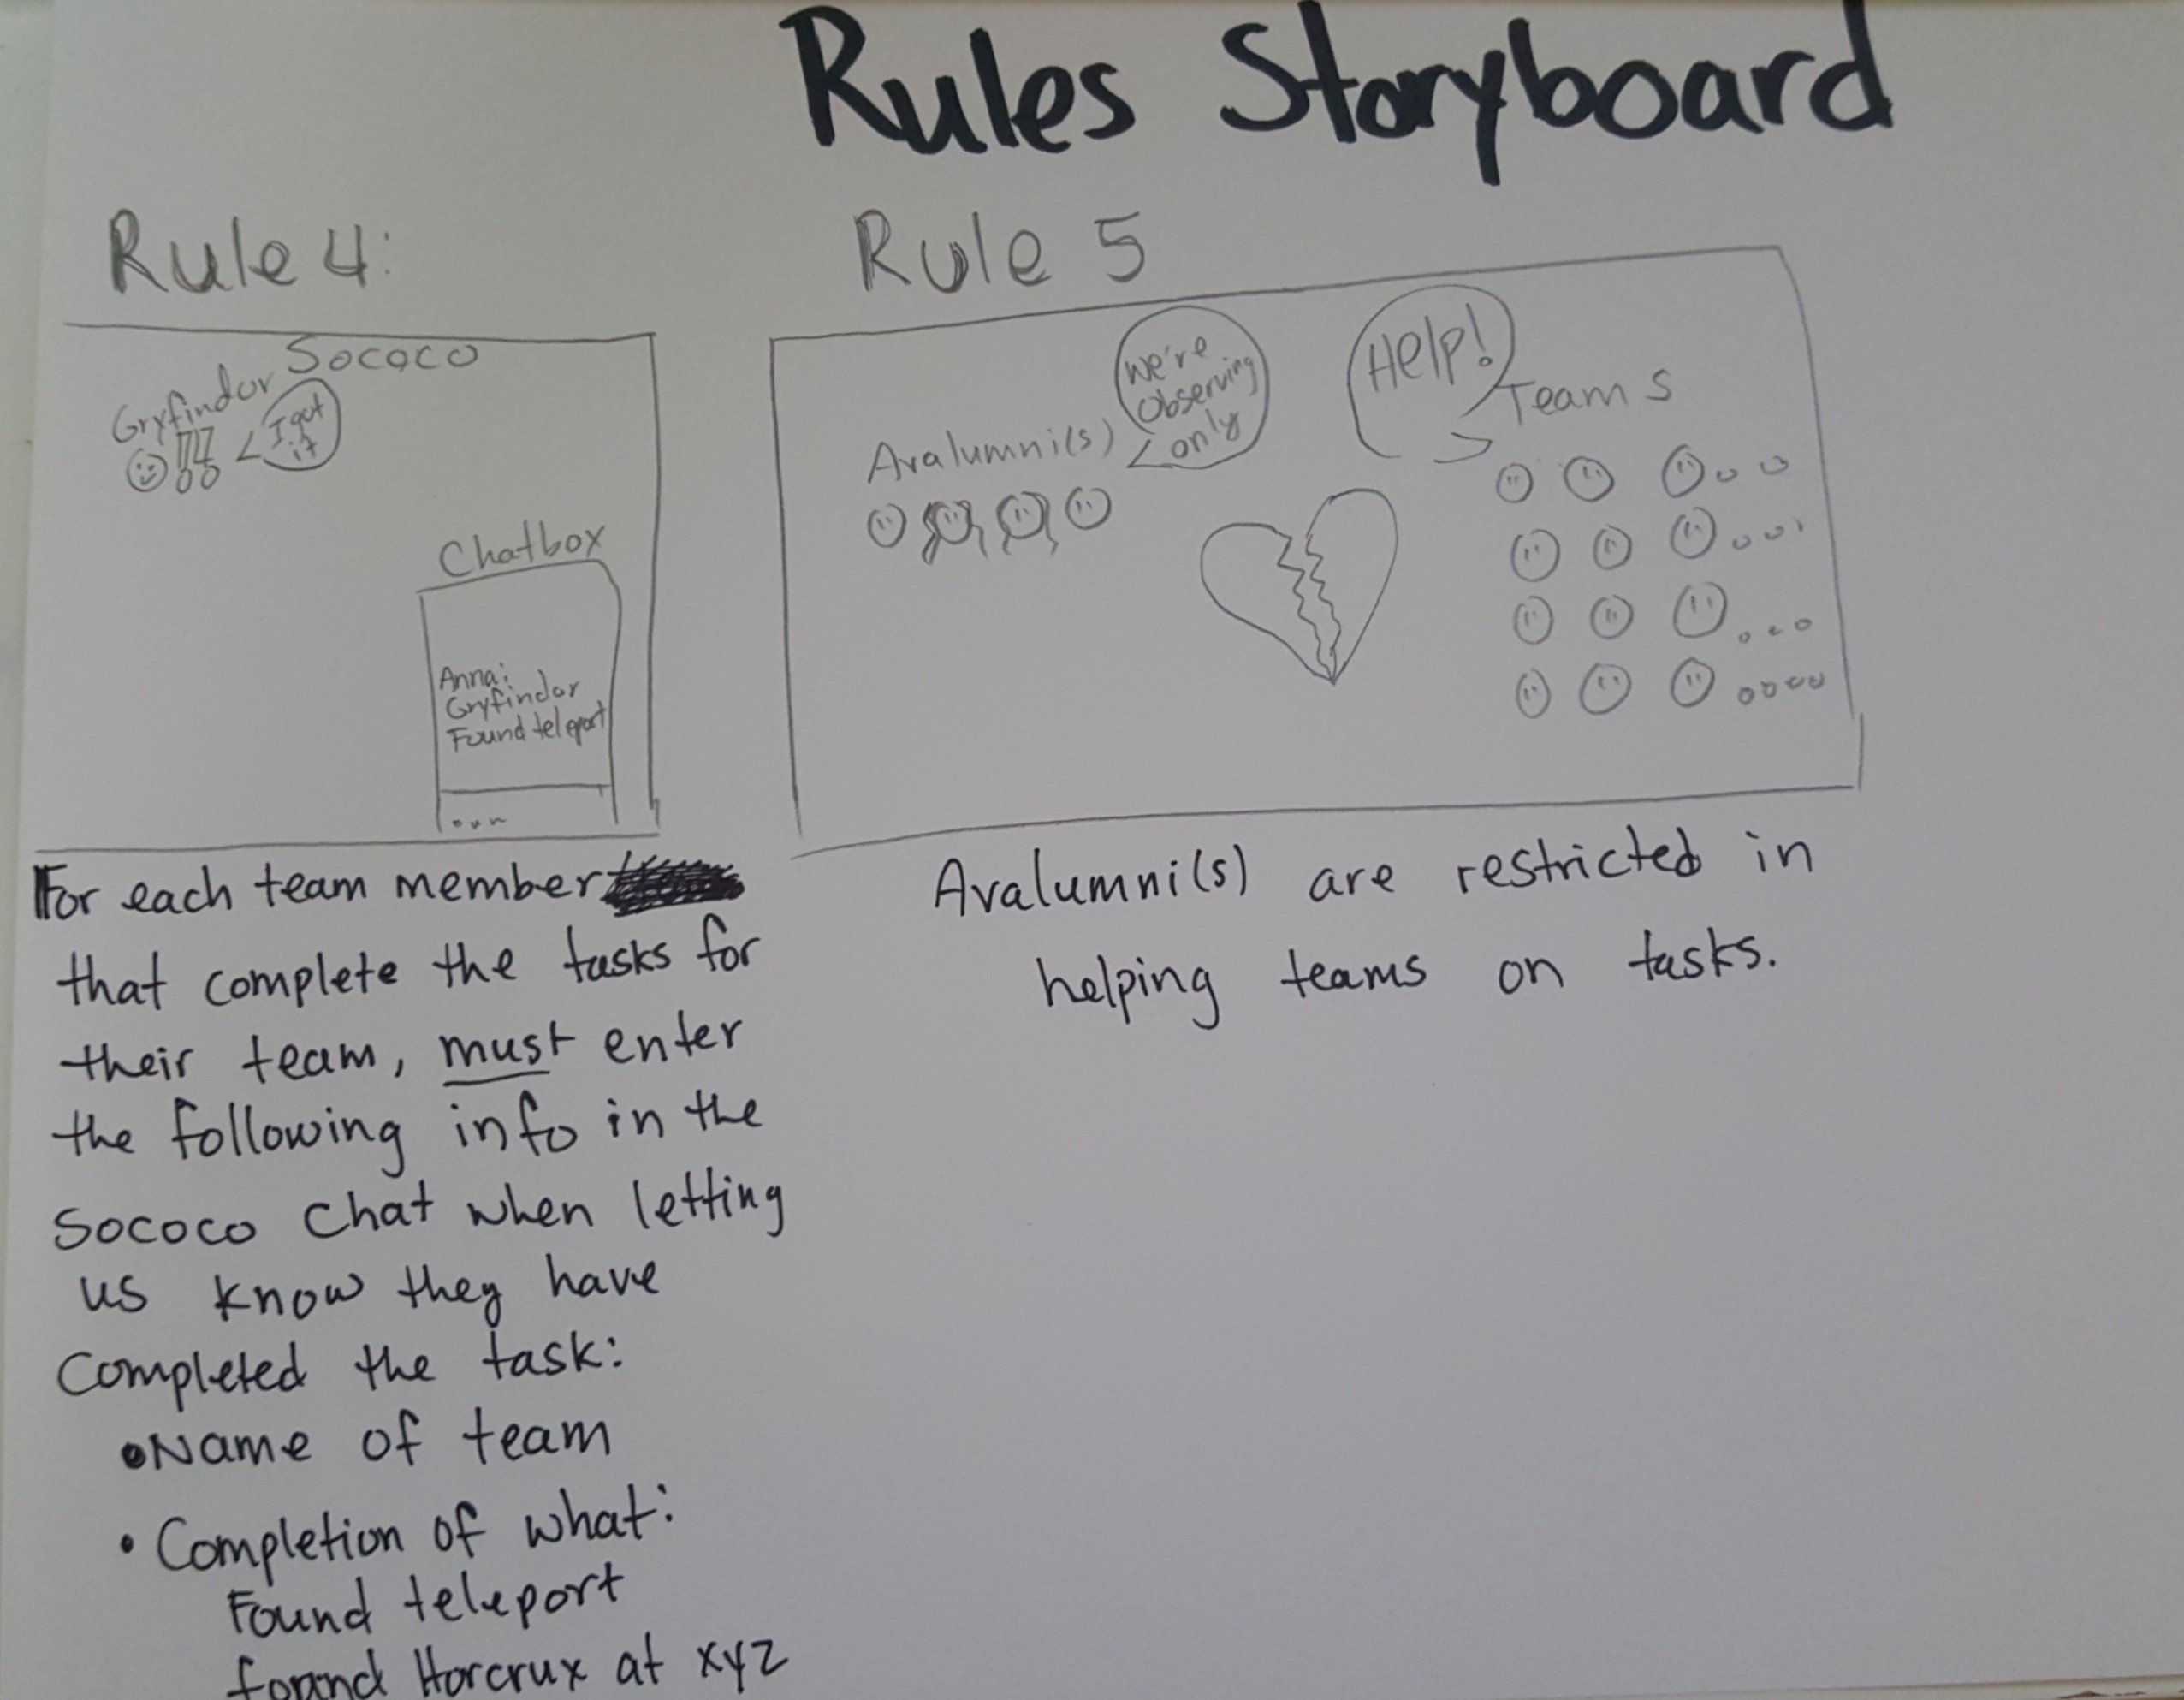 Rules Storyboard
Rule 4:
Sococo
Gryfindor
I got
it
Chatbox
Anna:
Gryfindor
Found teleport
For each team member
that complete the tasks for
their team, must enter
the following info in the
Sococo Chat when letting
us know they have
Completed the task:
•Name of team
• Completion of what:
Found teleport
found Horcrux at xyz
Rule 5
We're
Observing
only
Avalumni(s)
Help!
Teams
Avalumni(s) are restricted in
helping teams on tasks.